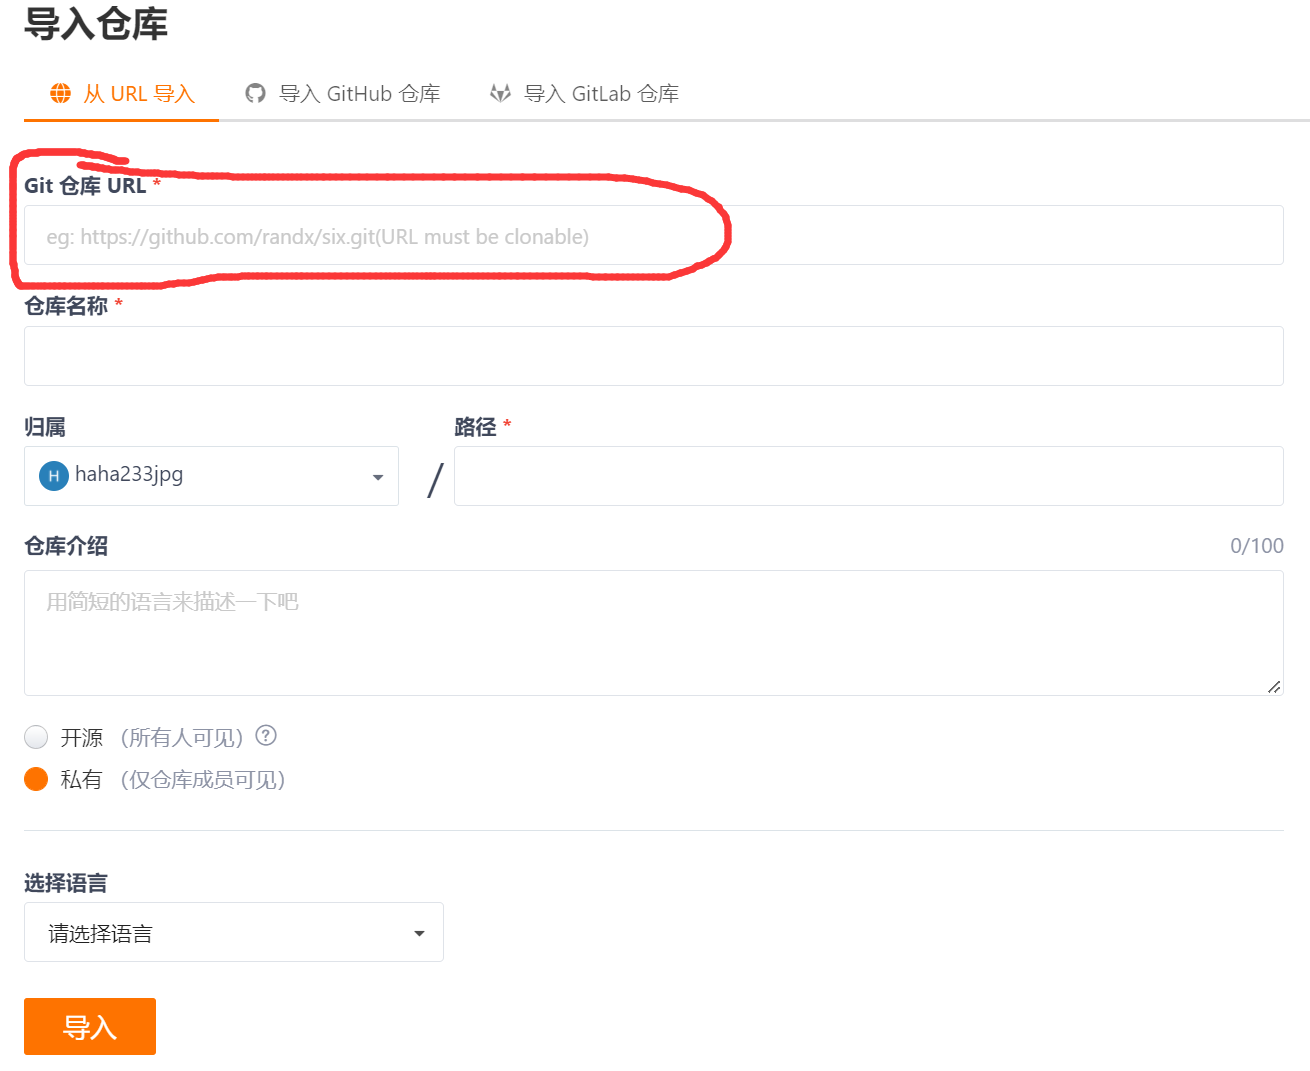 导入仓库
从 URL 导入 导入 GitHub 仓库 导入 GitLab 仓库
Git 仓库 URL *
eg: https://github.com/randx/six.git(URL must be clonable)
仓库名称 *
归属 路径 *
H haha233jpg /
仓库介绍 0/100
用简短的语言来描述一下吧
开源 (所有人可见) ?
私有 (仅仓库成员可见)
选择语言
请选择语言
导入